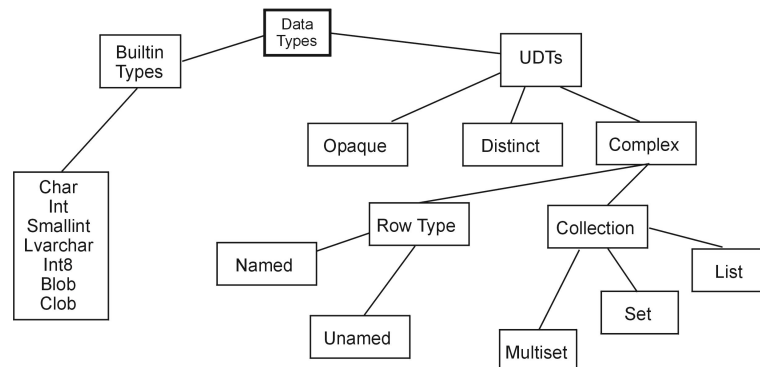 Data
Types
Builtin
Types
UDTs
Opaque
Distinct
Complex
Char
Int
Smallint
Lvarchar
Int8
Blob
Clob
Row Type
Collection
Named
List
Unamed
Set
Multiset